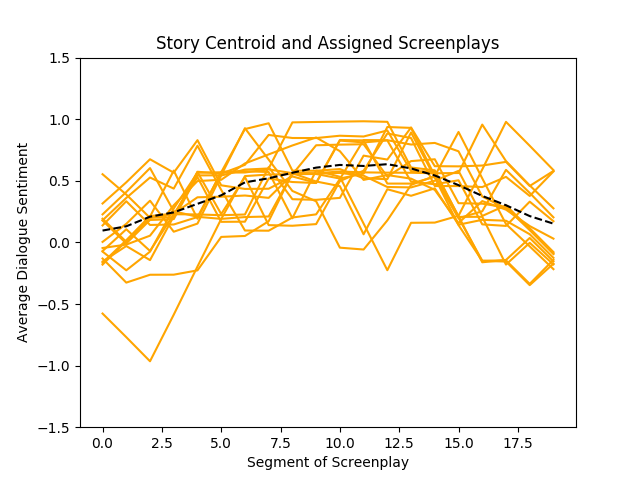 Story Centroid and Assigned Screenplays
1.5
1.0
0.5
0.0
−0.5
−1.0
−1.5
Average Dialogue Sentiment
0.0 2.5 5.0 7.5 10.0 12.5 15.0 17.5
Segment of Screenplay